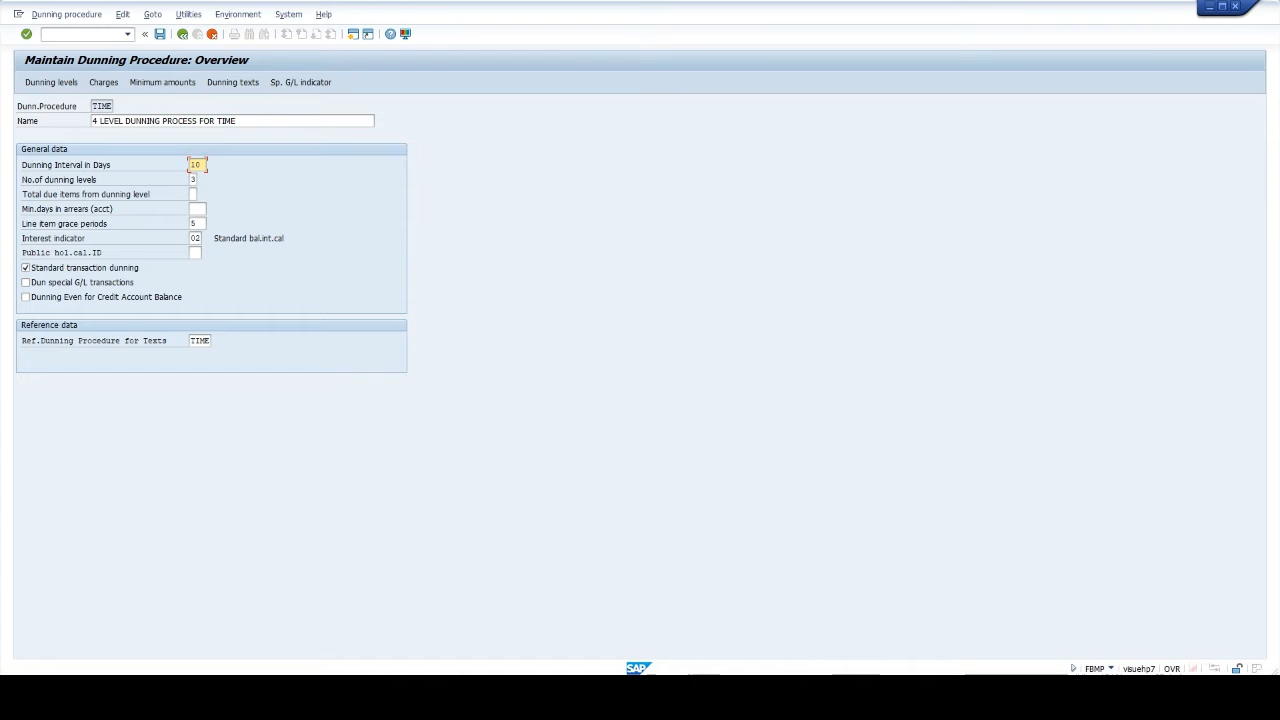 Dunning procedure Edit Goto Utilities Environment System Help
Maintain Dunning Procedure: Overview
Dunning levels Charges Minimum amounts Dunning texts Sp. G/L indicator
Dunn.Procedure TIME
Name 4 LEVEL DUNNING PROCESS FOR TIME
General data
Dunning Interval in Days 10
No.of dunning levels 3
Total due items from dunning level
Min.days in arrears (acct)
Line item grace periods 5
Interest indicator 02 Standard bal.int.cal
Public hol.cal.ID
Standard transaction dunning
Dun special G/L transactions
Dunning Even for Credit Account Balance
Reference data
Ref.Dunning Procedure for Texts TIME
SAP FBMP visuehp7 OVR